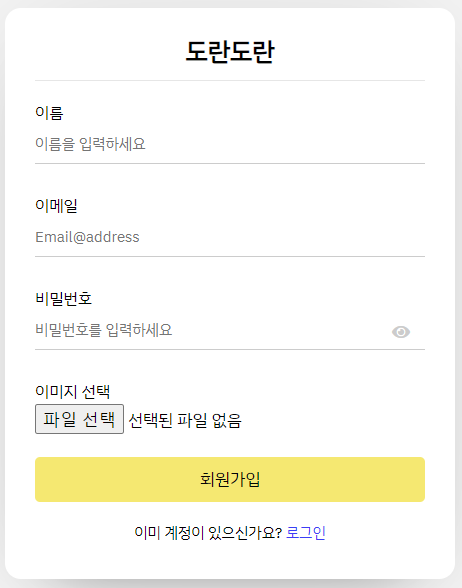 도란도란
이름
이름을 입력하세요
이메일
Email@address
비밀번호
비밀번호를 입력하세요
이미지 선택
파일 선택 선택된 파일 없음
회원가입
이미 계정이 있으신가요? 로그인